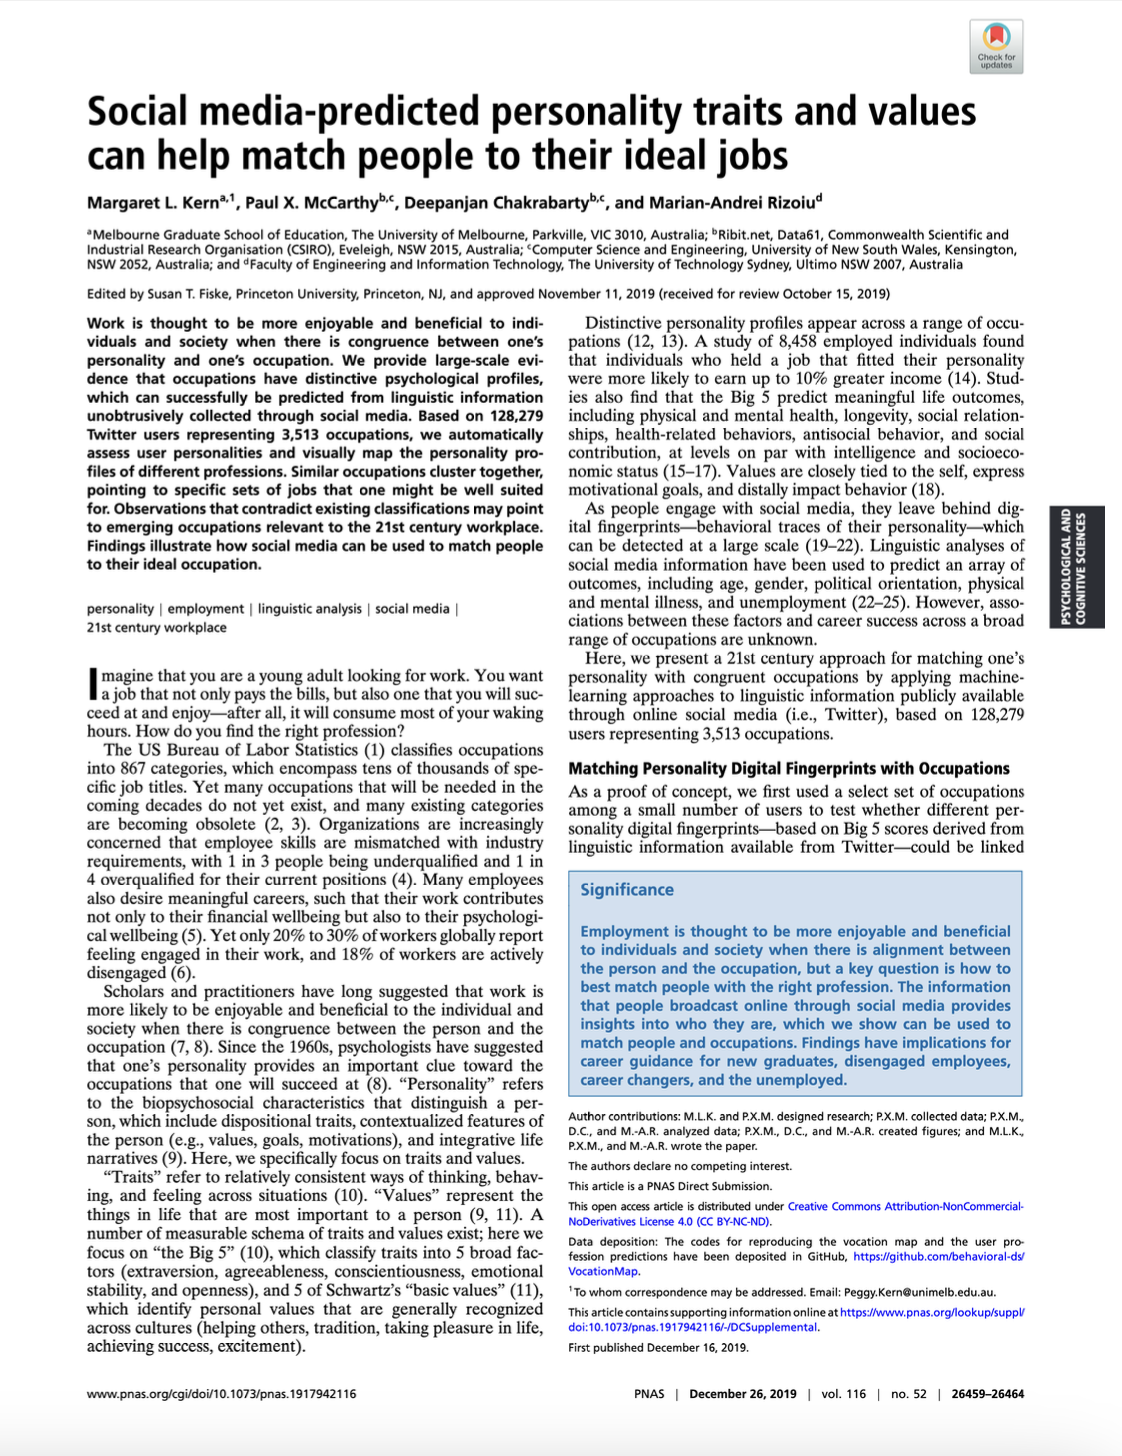 Check for
updates
Social media-predicted personality traits and values
can help match people to their ideal jobs
Margaret L. Kernᵃ,¹, Paul X. McCarthyᵇ,ᶜ, Deepanjan Chakrabartyᵇ,ᶜ, and Marian-Andrei Rizoiuᵈ
ᵃMelbourne Graduate School of Education, The University of Melbourne, Parkville, VIC 3010, Australia; ᵇRibit.net, Data61, Commonwealth Scientific and
Industrial Research Organisation (CSIRO), Eveleigh, NSW 2015, Australia; ᶜComputer Science and Engineering, University of New South Wales, Kensington,
NSW 2052, Australia; and ᵈFaculty of Engineering and Information Technology, The University of Technology Sydney, Ultimo NSW 2007, Australia
Edited by Susan T. Fiske, Princeton University, Princeton, NJ, and approved November 11, 2019 (received for review October 15, 2019)
Work is thought to be more enjoyable and beneficial to indi-
viduals and society when there is congruence between one's
personality and one's occupation. We provide large-scale evi-
dence that occupations have distinctive psychological profiles,
which can successfully be predicted from linguistic information
unobtrusively collected through social media. Based on 128,279
Twitter users representing 3,513 occupations, we automatically
assess user personalities and visually map the personality pro-
files of different professions. Similar occupations cluster together,
pointing to specific sets of jobs that one might be well suited
for. Observations that contradict existing classifications may point
to emerging occupations relevant to the 21st century workplace.
Findings illustrate how social media can be used to match people
to their ideal occupation.
personality | employment | linguistic analysis | social media |
21st century workplace
Imagine that you are a young adult looking for work. You want
a job that not only pays the bills, but also one that you will suc-
ceed at and enjoy—after all, it will consume most of your waking
hours. How do you find the right profession?
The US Bureau of Labor Statistics (1) classifies occupations
into 867 categories, which encompass tens of thousands of spe-
cific job titles. Yet many occupations that will be needed in the
coming decades do not yet exist, and many existing categories
are becoming obsolete (2, 3). Organizations are increasingly
concerned that employee skills are mismatched with industry
requirements, with 1 in 3 people being underqualified and 1 in
4 overqualified for their current positions (4). Many employees
also desire meaningful careers, such that their work contributes
not only to their financial wellbeing but also to their psychologi-
cal wellbeing (5). Yet only 20% to 30% of workers globally report
feeling engaged in their work, and 18% of workers are actively
disengaged (6).
Scholars and practitioners have long suggested that work is
more likely to be enjoyable and beneficial to the individual and
society when there is congruence between the person and the
occupation (7, 8). Since the 1960s, psychologists have suggested
that one's personality provides an important clue toward the
occupations that one will succeed at (8). "Personality" refers
to the biopsychosocial characteristics that distinguish a per-
son, which include dispositional traits, contextualized features of
the person (e.g., values, goals, motivations), and integrative life
narratives (9). Here, we specifically focus on traits and values.
"Traits" refer to relatively consistent ways of thinking, behav-
ing, and feeling across situations (10). "Values" represent the
things in life that are most important to a person (9, 11). A
number of measurable schema of traits and values exist; here we
focus on "the Big 5" (10), which classify traits into 5 broad fac-
tors (extraversion, agreeableness, conscientiousness, emotional
stability, and openness), and 5 of Schwartz's "basic values" (11),
which identify personal values that are generally recognized
across cultures (helping others, tradition, taking pleasure in life,
achieving success, excitement).
Distinctive personality profiles appear across a range of occu-
pations (12, 13). A study of 8,458 employed individuals found
that individuals who held a job that fitted their personality
were more likely to earn up to 10% greater income (14). Stud-
ies also find that the Big 5 predict meaningful life outcomes,
including physical and mental health, longevity, social relation-
ships, health-related behaviors, antisocial behavior, and social
contribution, at levels on par with intelligence and socioeco-
nomic status (15–17). Values are closely tied to the self, express
motivational goals, and distally impact behavior (18).
As people engage with social media, they leave behind dig-
ital fingerprints—behavioral traces of their personality—which
can be detected at a large scale (19–22). Linguistic analyses of
social media information have been used to predict an array of
outcomes, including age, gender, political orientation, physical
and mental illness, and unemployment (22–25). However, asso-
ciations between these factors and career success across a broad
range of occupations are unknown.
Here, we present a 21st century approach for matching one's
personality with congruent occupations by applying machine-
learning approaches to linguistic information publicly available
through online social media (i.e., Twitter), based on 128,279
users representing 3,513 occupations.
Matching Personality Digital Fingerprints with Occupations
As a proof of concept, we first used a select set of occupations
among a small number of users to test whether different per-
sonality digital fingerprints—based on Big 5 scores derived from
linguistic information available from Twitter—could be linked
Significance
Employment is thought to be more enjoyable and beneficial
to individuals and society when there is alignment between
the person and the occupation, but a key question is how to
best match people with the right profession. The information
that people broadcast online through social media provides
insights into who they are, which we show can be used to
match people and occupations. Findings have implications for
career guidance for new graduates, disengaged employees,
career changers, and the unemployed.
Author contributions: M.L.K. and P.X.M. designed research; P.X.M. collected data; P.X.M.,
D.C., and M.-A.R. analyzed data; P.X.M., D.C., and M.-A.R. created figures; and M.L.K.,
P.X.M., and M.-A.R. wrote the paper.
The authors declare no competing interest.
This article is a PNAS Direct Submission.
This open access article is distributed under Creative Commons Attribution-NonCommercial-
NoDerivatives License 4.0 (CC BY-NC-ND).
Data deposition: The codes for reproducing the vocation map and the user pro-
fession predictions have been deposited in GitHub, https://github.com/behavioral-ds/
VocationMap.
¹To whom correspondence may be addressed. Email: Peggy.Kern@unimelb.edu.au.
This article contains supporting information online at https://www.pnas.org/lookup/suppl/
doi:10.1073/pnas.1917942116/-/DCSupplemental.
First published December 16, 2019.
PSYCHOLOGICAL AND
COGNITIVE SCIENCES
www.pnas.org/cgi/doi/10.1073/pnas.1917942116
PNAS | December 26, 2019 | vol. 116 | no. 52 | 26459–26464